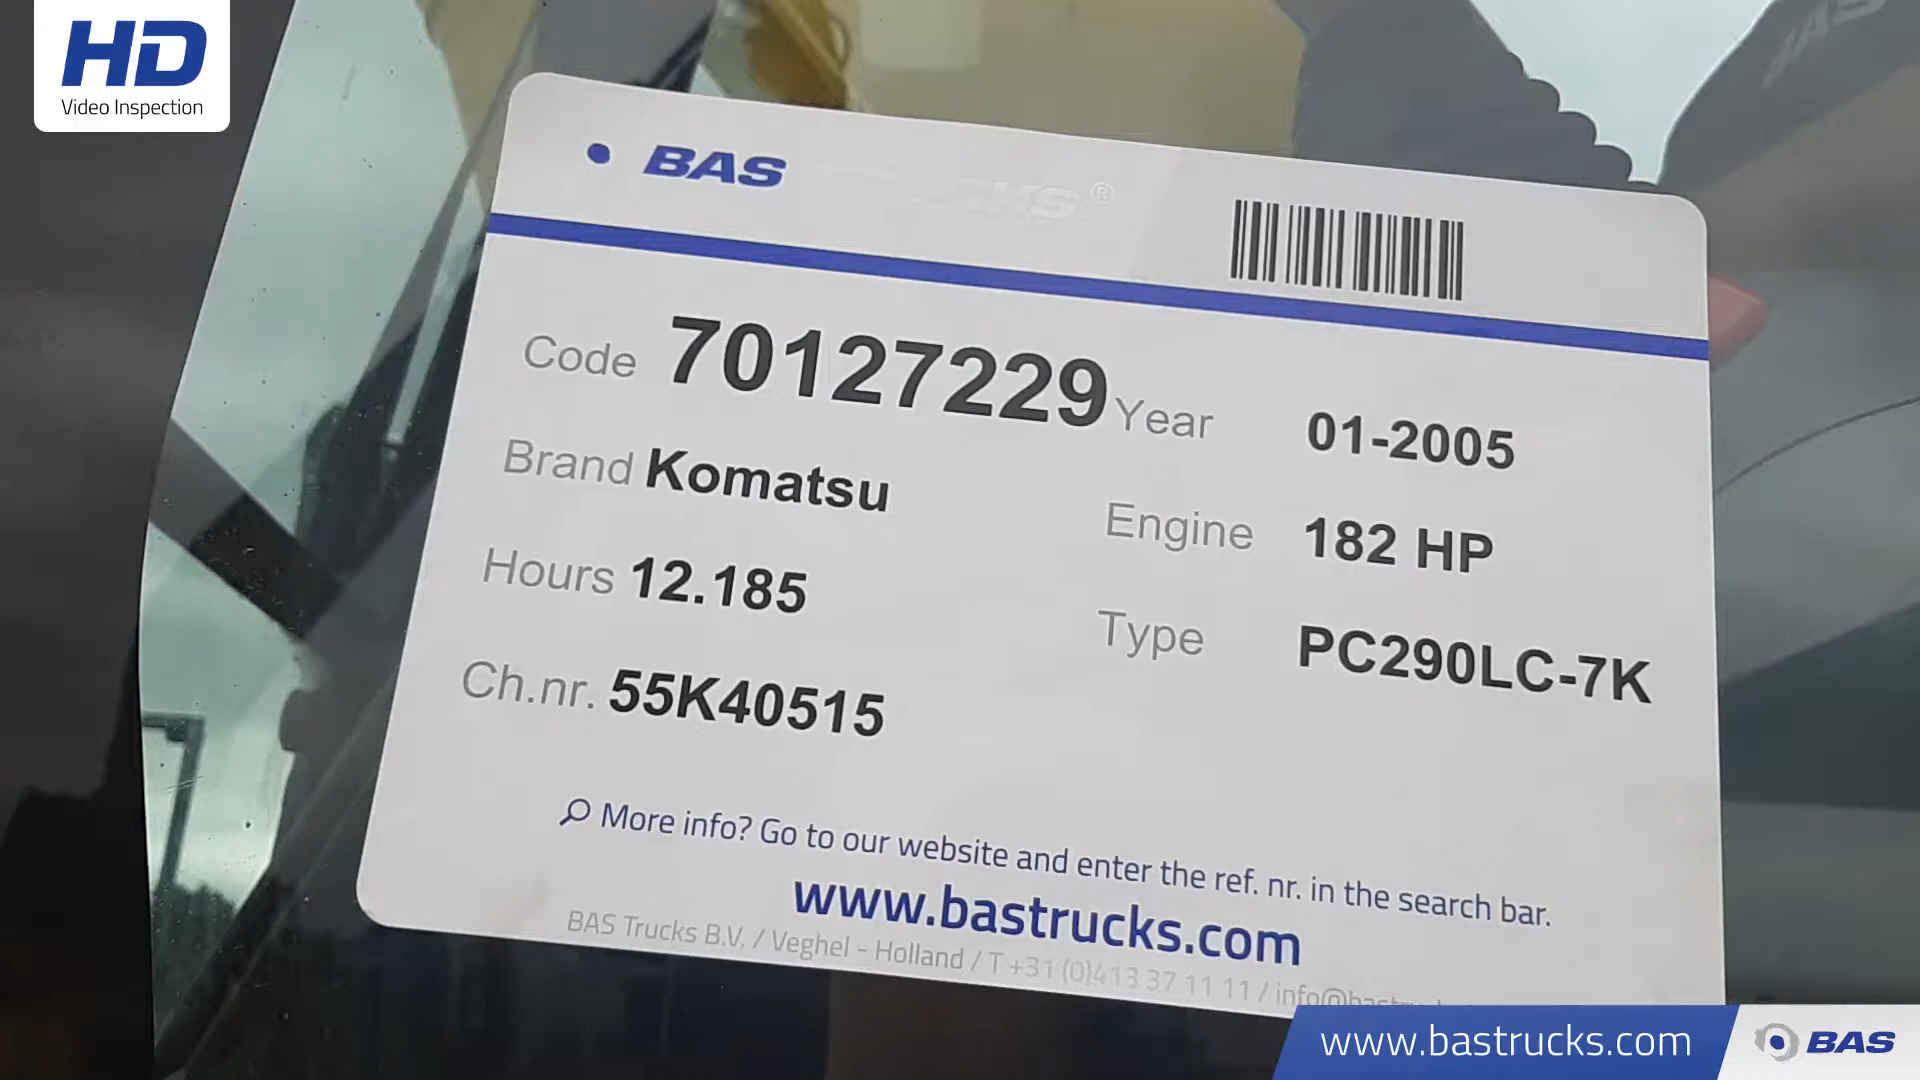 HD
Video Inspection
BAS
Code 70127229 Year 01-2005
Brand Komatsu
Engine 182 HP
Hours 12.185
Type PC290LC-7K
Ch.nr. 55K40515
More info? Go to our website and enter the ref. nr. in the search bar.
www.bastrucks.com
BAS Trucks B.V. / Veghel - Holland / T +31 (0)413 37 11 11 /
www.bastrucks.com
BAS